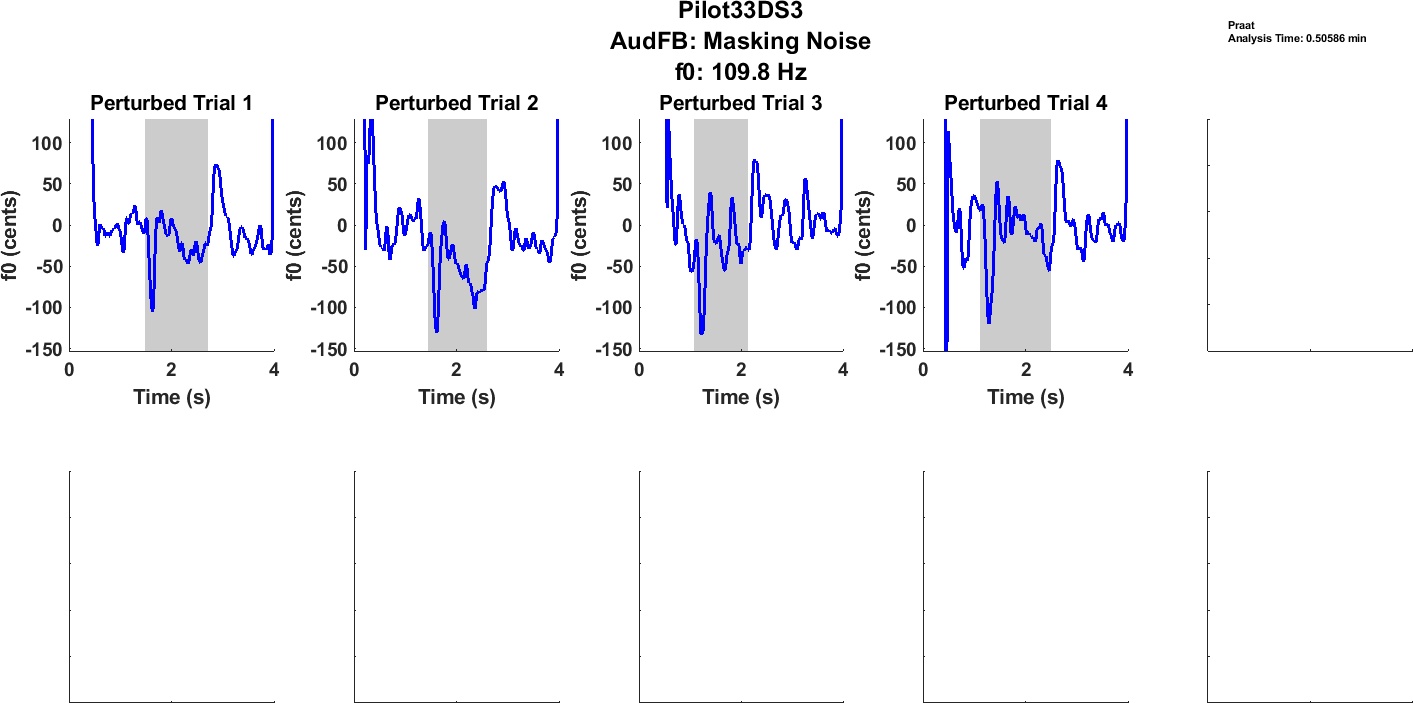 Pilot33DS3
AudFB: Masking Noise
f0: 109.8 Hz
Praat
Analysis Time: 0.50586 min
Perturbed Trial 1
f0 (cents)
100
50
0
-50
-100
-150
0
2
4
Time (s)
Perturbed Trial 2
f0 (cents)
100
50
0
-50
-100
-150
0
2
4
Time (s)
Perturbed Trial 3
f0 (cents)
100
50
0
-50
-100
-150
0
2
4
Time (s)
Perturbed Trial 4
f0 (cents)
100
50
0
-50
-100
-150
0
2
4
Time (s)